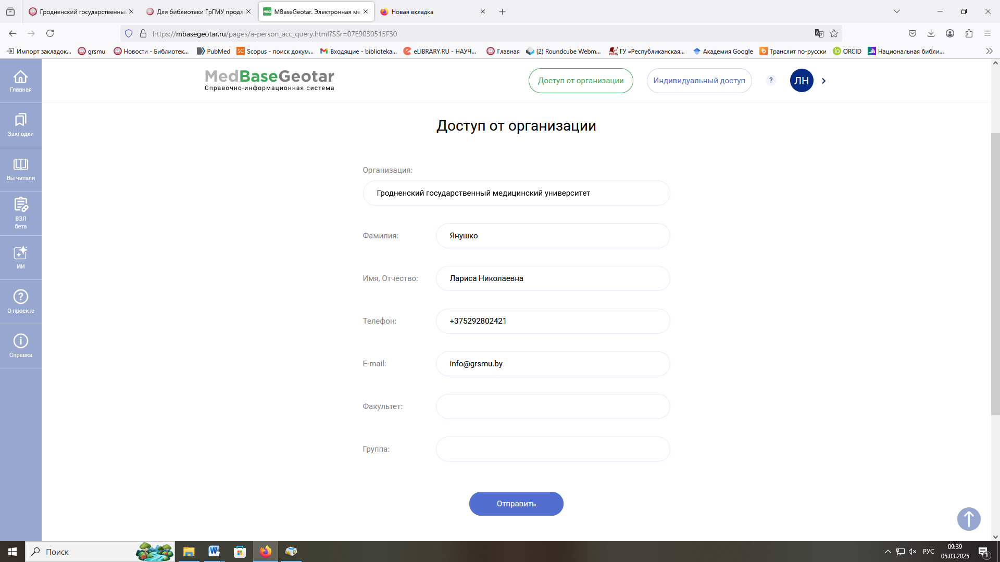 Гродненский государственный
Для библиотеки ГрГМУ продл
MBaseGeotar. Электронная ме
Новая вкладка
https://mbasegeotar.ru/pages/a-person_acc_query.html?SSr=07E9030515F30
Импорт закладок...
grsmu
Новости - Библиотек...
PubMed
SC Scopus - поиск докум...
Входящие - biblioteka...
eLIBRARY.RU - НАУЧ...
Главная
(2) Roundcube Webm...
ГУ «Республиканская...
Академия Google
Транслит по-русски
iD ORCID
Национальная библи...
MedBaseGeotar
Справочно-информационная система
Доступ от организации
Индивидуальный доступ
?
ЛН
Главная
Закладки
Вы читали
ВЗЛ
бета
ИИ
О проекте
Справка
Доступ от организации
Организация:
Гродненский государственный медицинский университет
Фамилия:
Янушко
Имя, Отчество:
Лариса Николаевна
Телефон:
+375292802421
E-mail:
info@grsmu.by
Факультет:
Группа:
Отправить
Поиск
РУС
09:39
05.03.2025
1